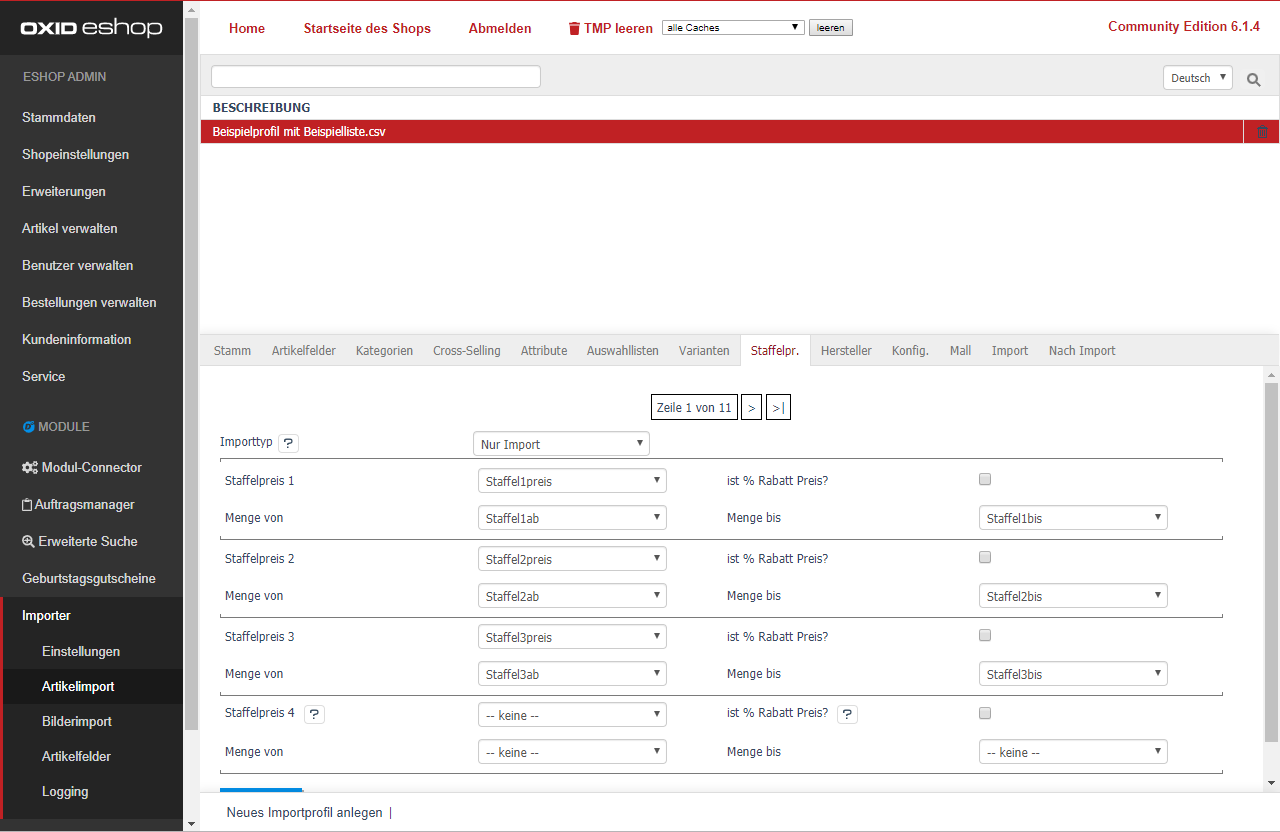 OXID eshop
Home Startseite des Shops Abmelden TMP leeren alle Caches leeren Community Edition 6.1.4
ESHOP ADMIN
Stammdaten
Shopeinstellungen
Erweiterungen
Artikel verwalten
Benutzer verwalten
Bestellungen verwalten
Kundeninformation
Service
MODULE
Modul-Connector
Auftragsmanager
Erweiterte Suche
Geburtstagsgutscheine
Importer
Einstellungen
Artikelimport
Bilderimport
Artikelfelder
Logging
Deutsch
BESCHREIBUNG
Beispielprofil mit Beispielliste.csv
Stamm Artikelfelder Kategorien Cross-Selling Attribute Auswahllisten Varianten Staffelpr. Hersteller Konfig. Mall Import Nach Import
Zeile 1 von 11 > >|
Importtyp ? Nur Import
Staffelpreis 1 Staffel1preis ist % Rabatt Preis?
Menge von Staffel1ab Menge bis Staffel1bis
Staffelpreis 2 Staffel2preis ist % Rabatt Preis?
Menge von Staffel2ab Menge bis Staffel2bis
Staffelpreis 3 Staffel3preis ist % Rabatt Preis?
Menge von Staffel3ab Menge bis Staffel3bis
Staffelpreis 4 ? -- keine -- ist % Rabatt Preis? ?
Menge von -- keine -- Menge bis -- keine --
Neues Importprofil anlegen |